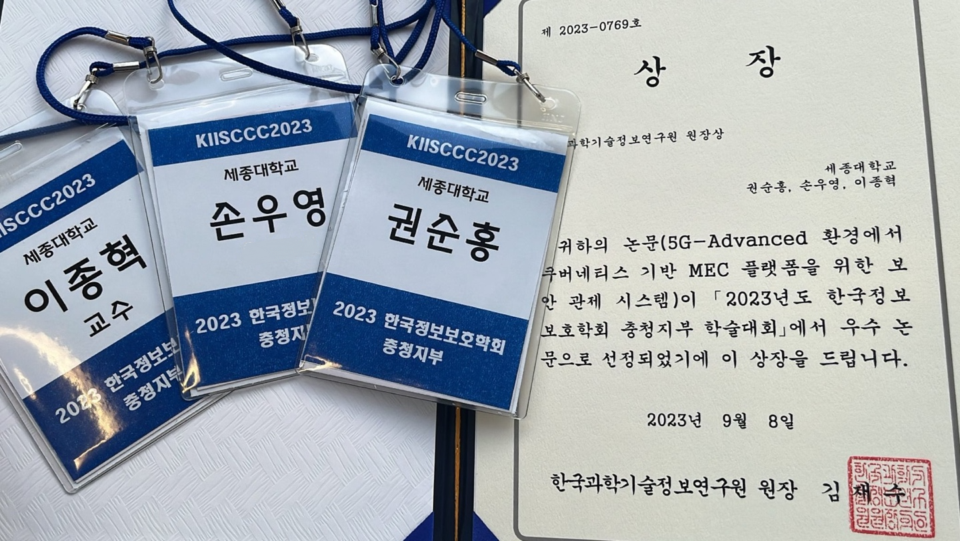 KIISCCC2023
세종대학교
이종혁
교수
2023 한국정보보
충청지부
KIISCCC2023
세종대학교
손우영
2023 한국정보
충청지
KIISCCC2023
세종대학교
권순홍
2023 한국정보보호학회
충청지부
제 2023-0769호
상 장
과학기술정보연구원 원장상
세종대학교
권순홍, 손우영, 이종혁
귀하의 논문(5G-Advanced 환경에서
쿠버네티스 기반 MEC 플랫폼을 위한 보
안 관제 시스템)이 「2023년도 한국정보
보호학회 충청지부 학술대회」에서 우수 논
문으로 선정되었기에 이 상장을 드립니다.
2023년 9월 8일
한국과학기술정보연구원 원장 김 재 수